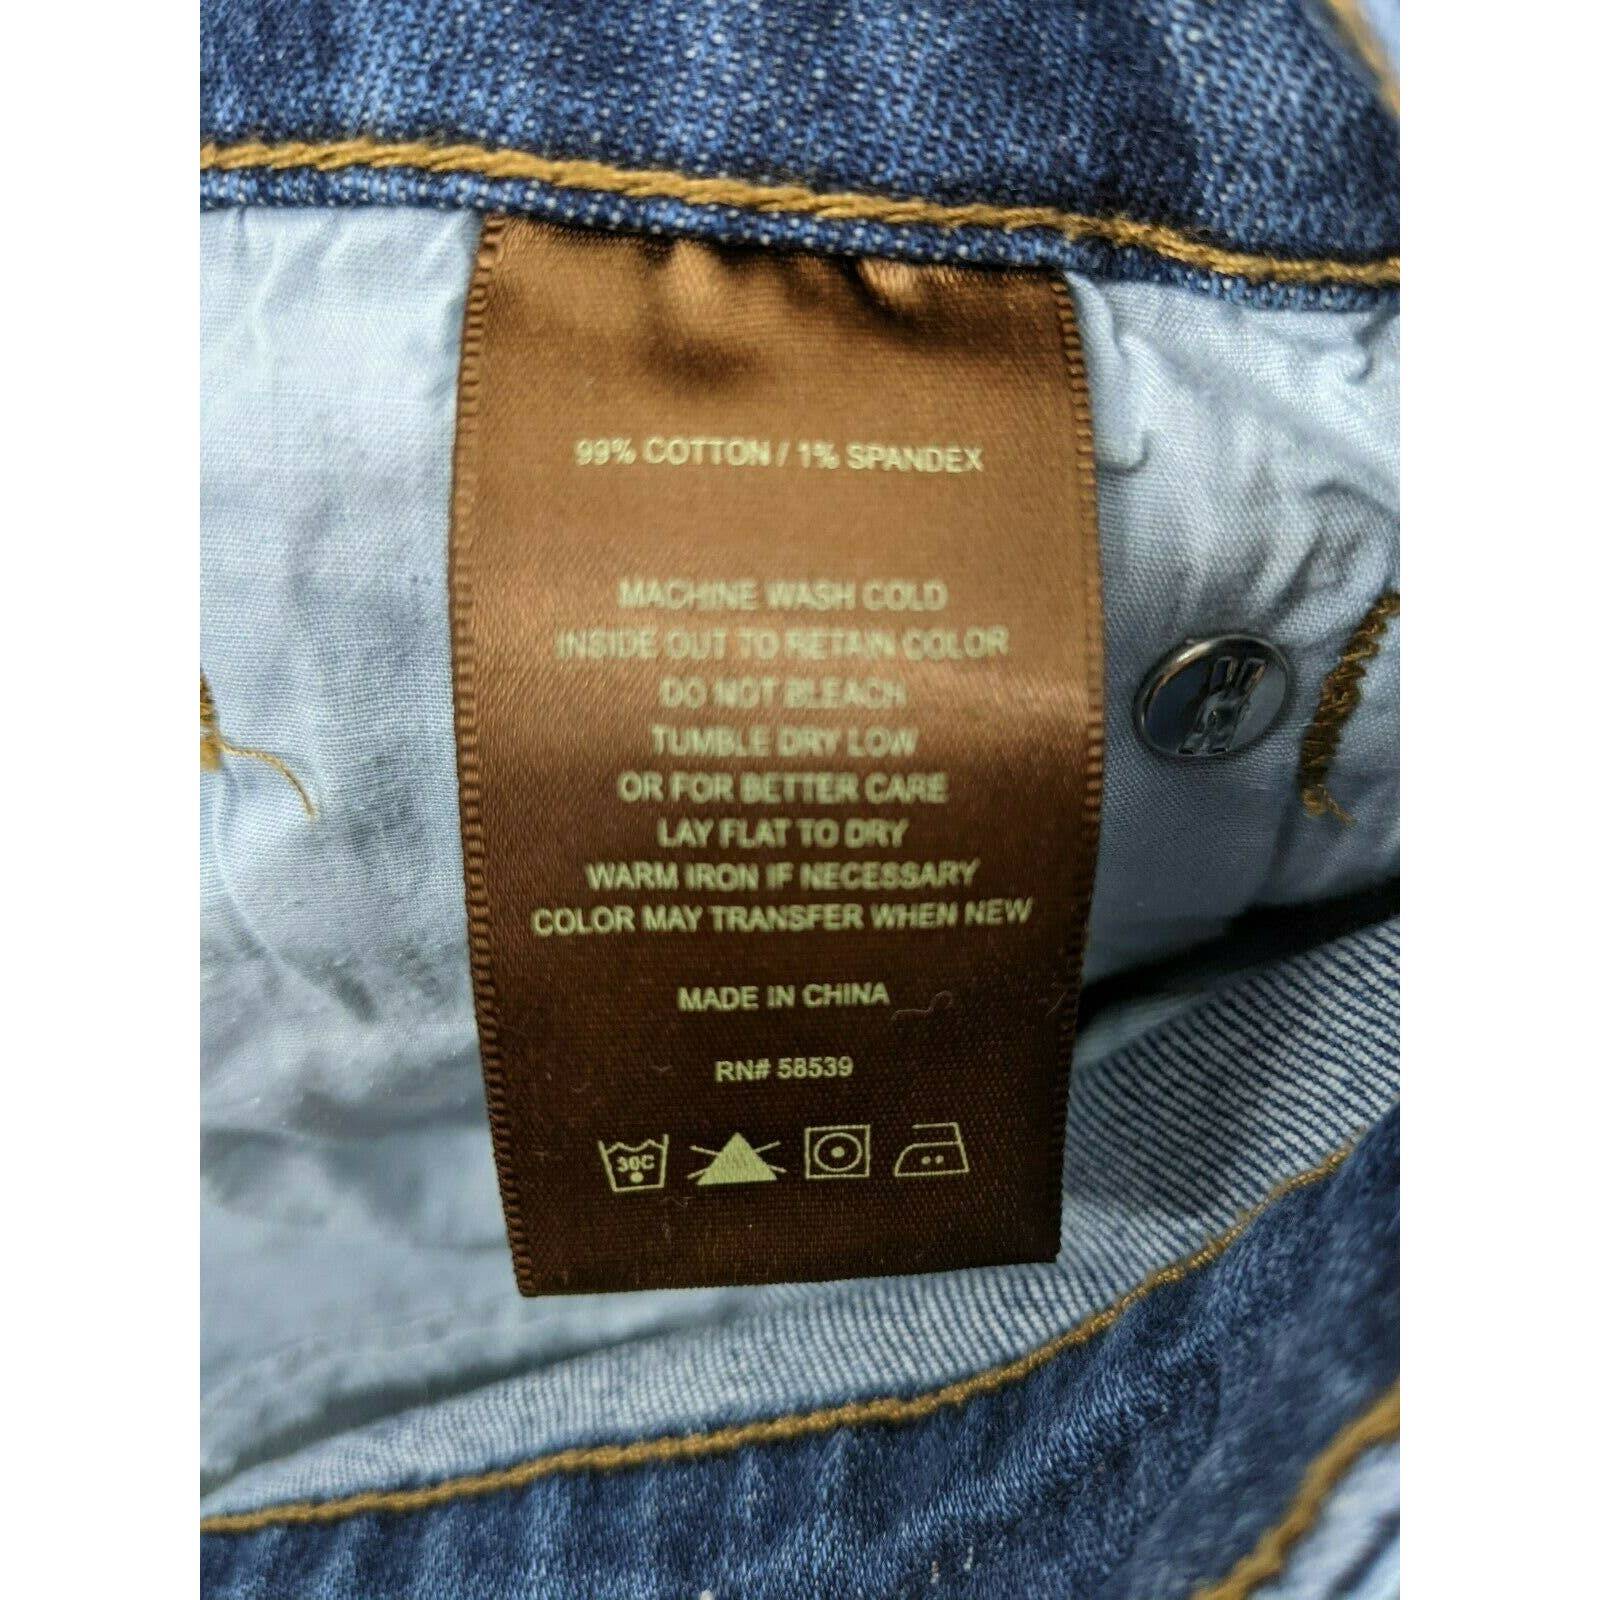 99% COTTON / 1% SPANDEX
MACHINE WASH COLD
INSIDE OUT TO RETAIN COLOR
DO NOT BLEACH
TUMBLE DRY LOW
OR FOR BETTER CARE
LAY FLAT TO DRY
WARM IRON IF NECESSARY
COLOR MAY TRANSFER WHEN NEW
MADE IN CHINA
RN# 58539
30C